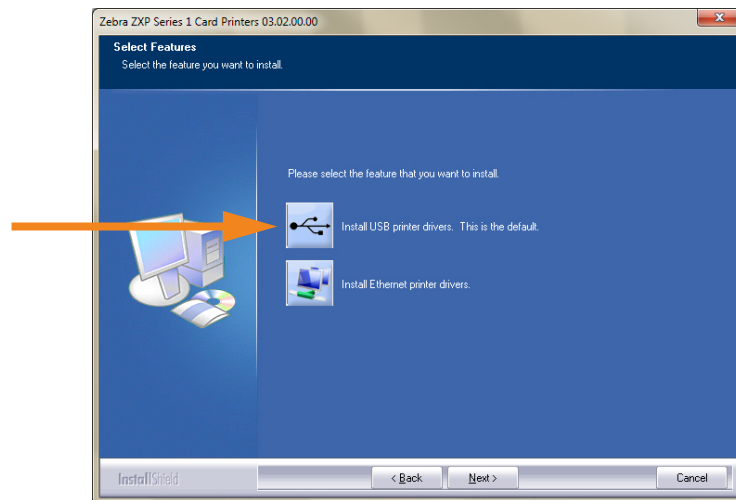 Zebra ZXP Series 1 Card Printers 03.02.00.00
Select Features
Select the feature you want to install.
Please select the feature that you want to install.
Install USB printer drivers.  This is the default.
Install Ethernet printer drivers.
InstallShield
< Back
Next >
Cancel